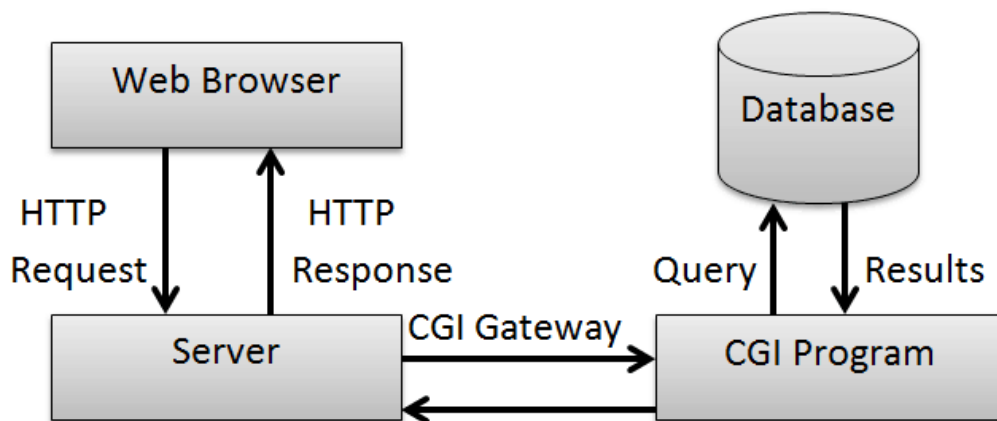 Web Browser
Database
HTTP
Request
HTTP
Response
Query
Results
Server
CGI Gateway
CGI Program